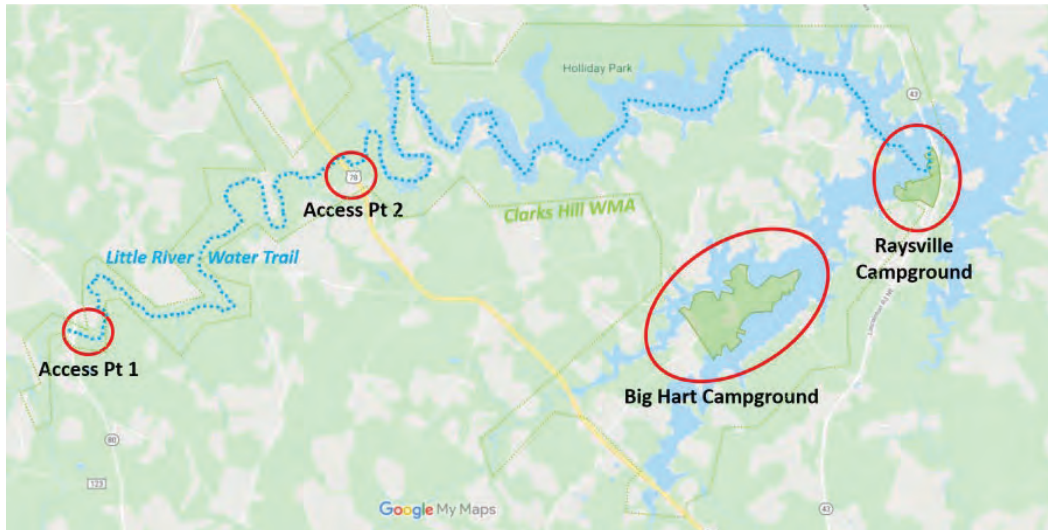 Holliday Park
43
78
Access Pt 2
Clarks Hill WMA
Raysville
Campground
Little River Water Trail
Access Pt 1
Big Hart Campground
80
123
43
Google My Maps